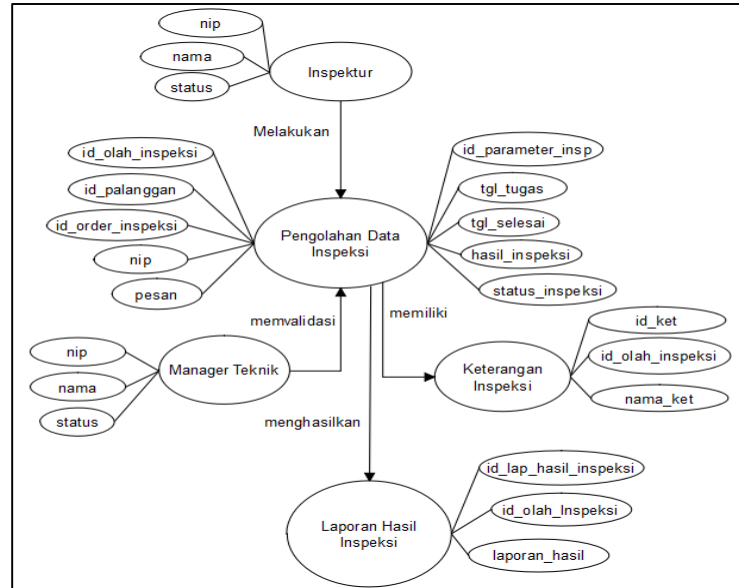 nip
nama
status
Inspektur
Melakukan
id_olah_inspeksi
id_palanggan
id_order_inspeksi
nip
pesan
Pengolahan Data
Inspeksi
id_parameter_insp
tgl_tugas
tgl_selesai
hasil_inspeksi
status_inspeksi
memvalidasi
memiliki
nip
nama
status
Manager Teknik
Keterangan
Inspeksi
id_ket
id_olah_inspeksi
nama_ket
menghasilkan
Laporan Hasil
Inspeksi
id_lap_hasil_inspeksi
id_olah_Inspeksi
laporan_hasil